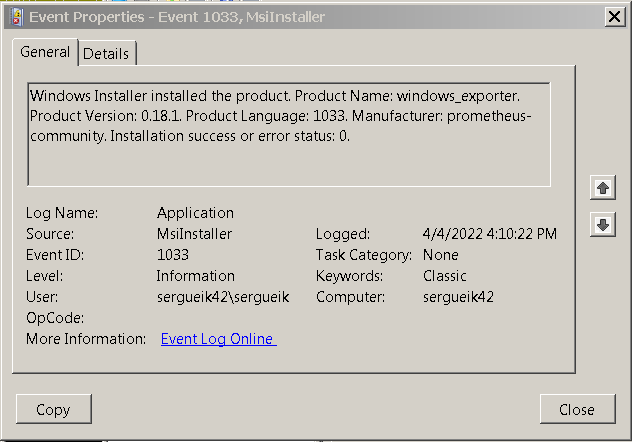 Event Properties - Event 1033, MsiInstaller
General
Details
Windows Installer installed the product. Product Name: windows_exporter.
Product Version: 0.18.1. Product Language: 1033. Manufacturer: prometheus-
community. Installation success or error status: 0.
Log Name: Application
Source: MsiInstaller Logged: 4/4/2022 4:10:22 PM
Event ID: 1033 Task Category: None
Level: Information Keywords: Classic
User: sergueik42\sergueik Computer: sergueik42
OpCode:
More Information: Event Log Online
Copy
Close